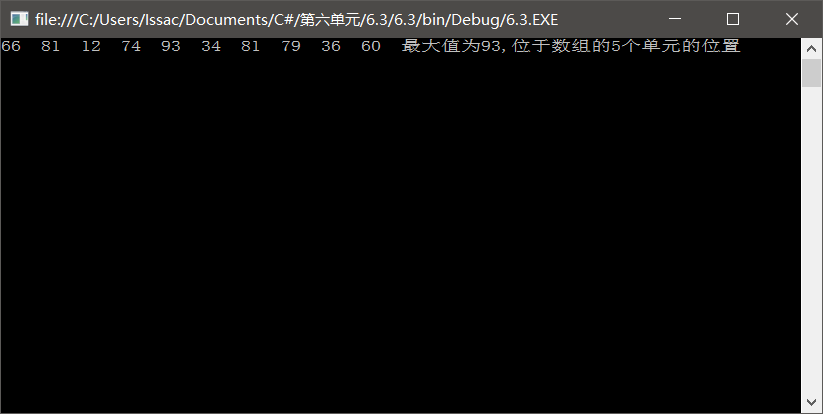 file:///C:/Users/Issac/Documents/C#/第六单元/6.3/6.3/bin/Debug/6.3.EXE
66  81  12  74  93  34  81  79  36  60  最大值为93,位于数组的5个单元的位置